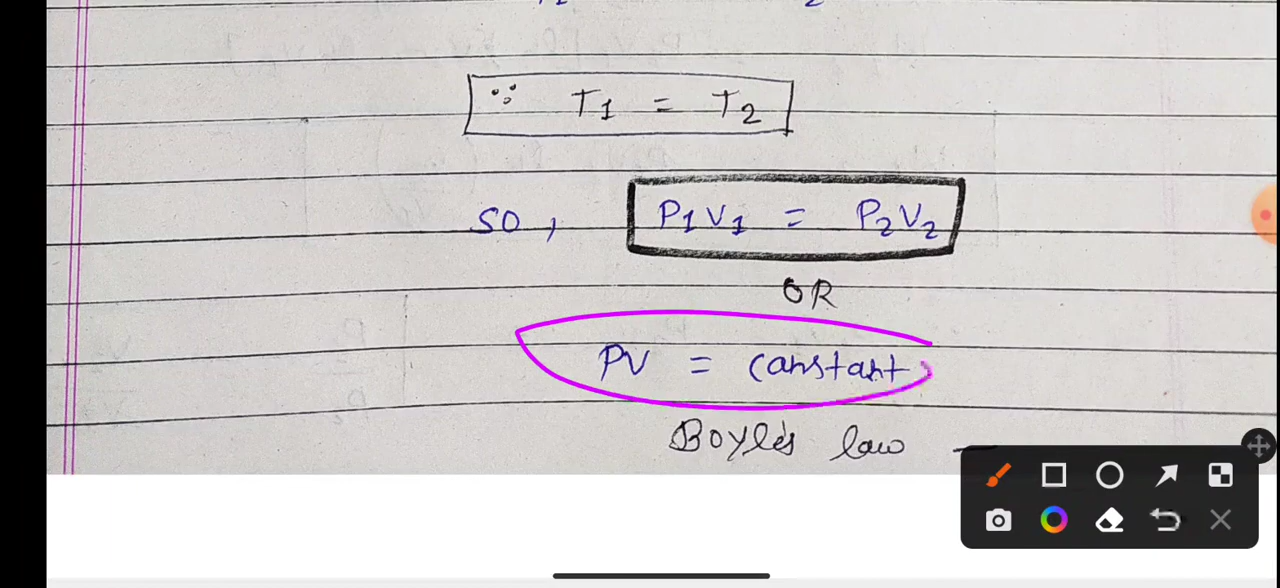 ∵ T1 = T2
so, P1V1 = P2V2
OR
PV = constant
Boyle's law